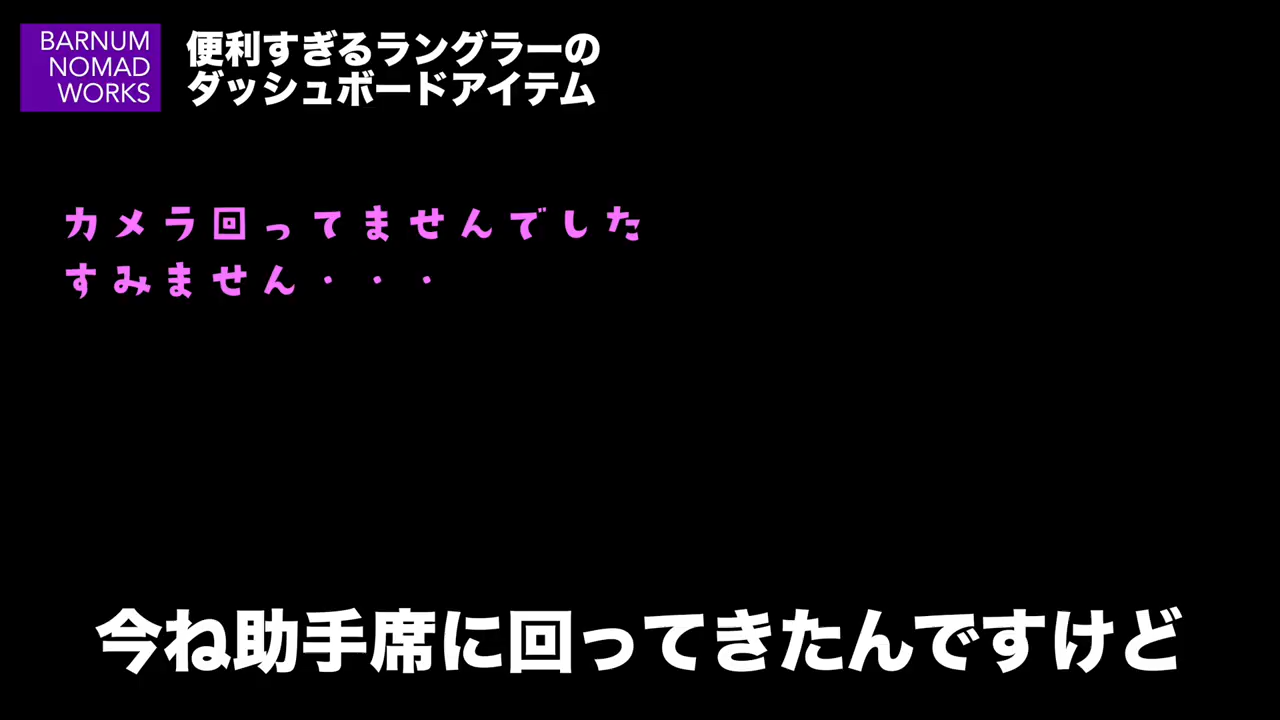 BARNUM
NOMAD
WORKS
便利すぎるラングラーの
ダッシュボードアイテム
カメラ回ってませんでした
すみません・・・
今ね助手席に回ってきたんですけど